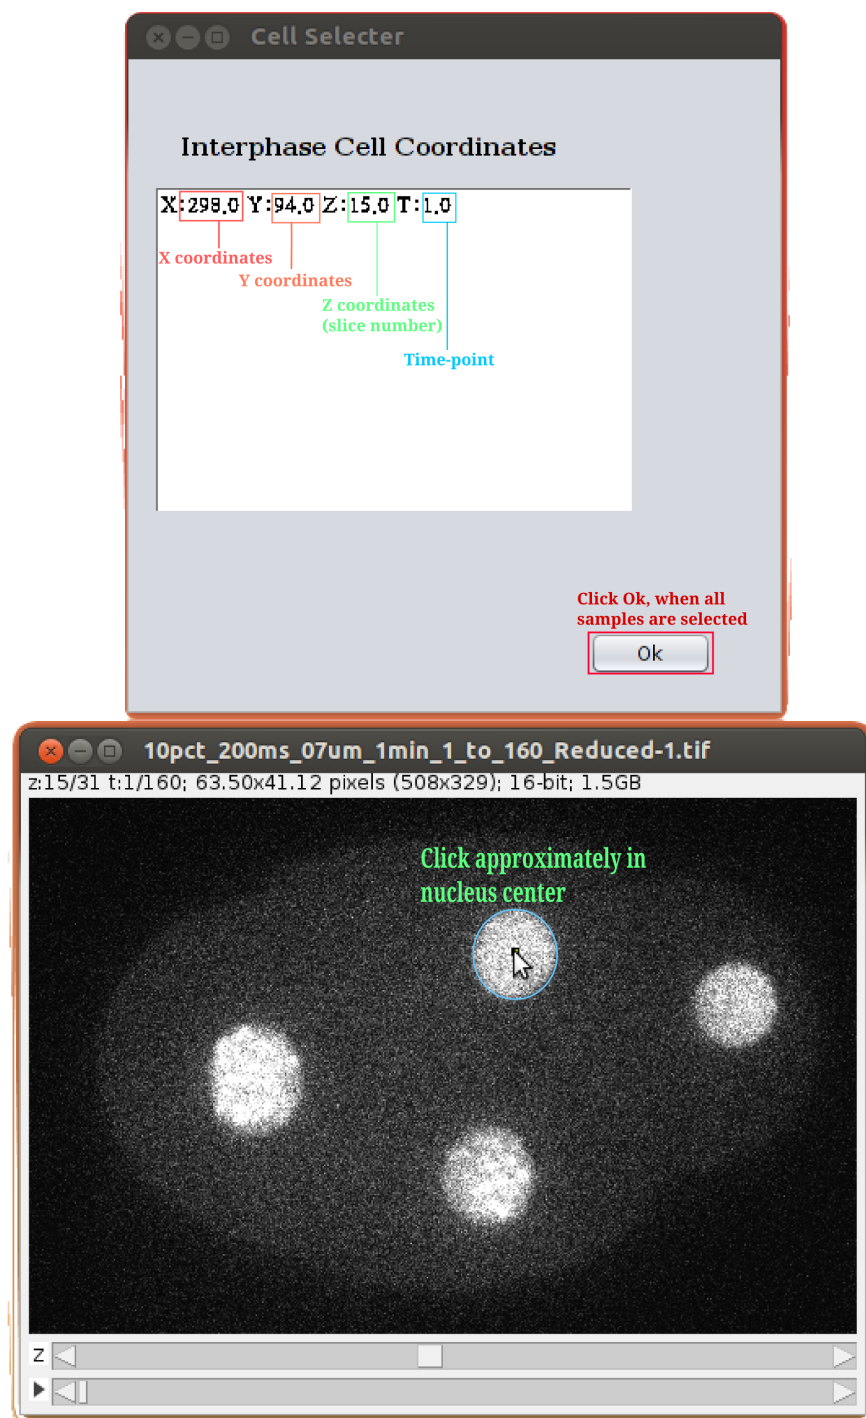 Cell Selecter
Interphase Cell Coordinates
X:298.0 Y:94.0 Z:15.0 T:1.0
X coordinates
Y coordinates
Z coordinates
(slice number)
Time-point
Click Ok, when all
samples are selected
Ok
10pct_200ms_07um_1min_1_to_160_Reduced-1.tif
z:15/31 t:1/160; 63.50x41.12 pixels (508x329); 16-bit; 1.5GB
Click approximately in
nucleus center
Z